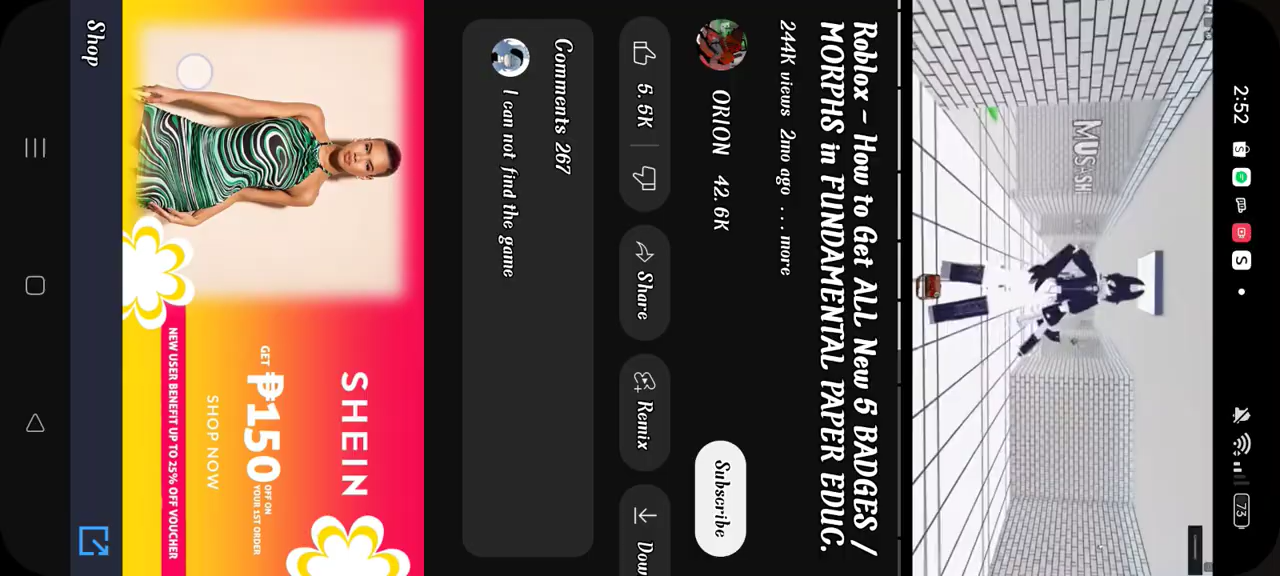 2:52
73
MUSASH
Roblox - How to Get ALL New 5 BADGES /
MORPHS in FUNDAMENTAL PAPER EDUC.
244K views 2mo ago ...more
ORION 42.6K
Subscribe
5.5K
Share
Remix
Dow
Comments 267
I can not find the game
SHEIN
GET ₱150 OFF ON
YOUR 1ST ORDER
SHOP NOW
NEW USER BENEFIT UP TO 25% OFF VOUCHER
Shop